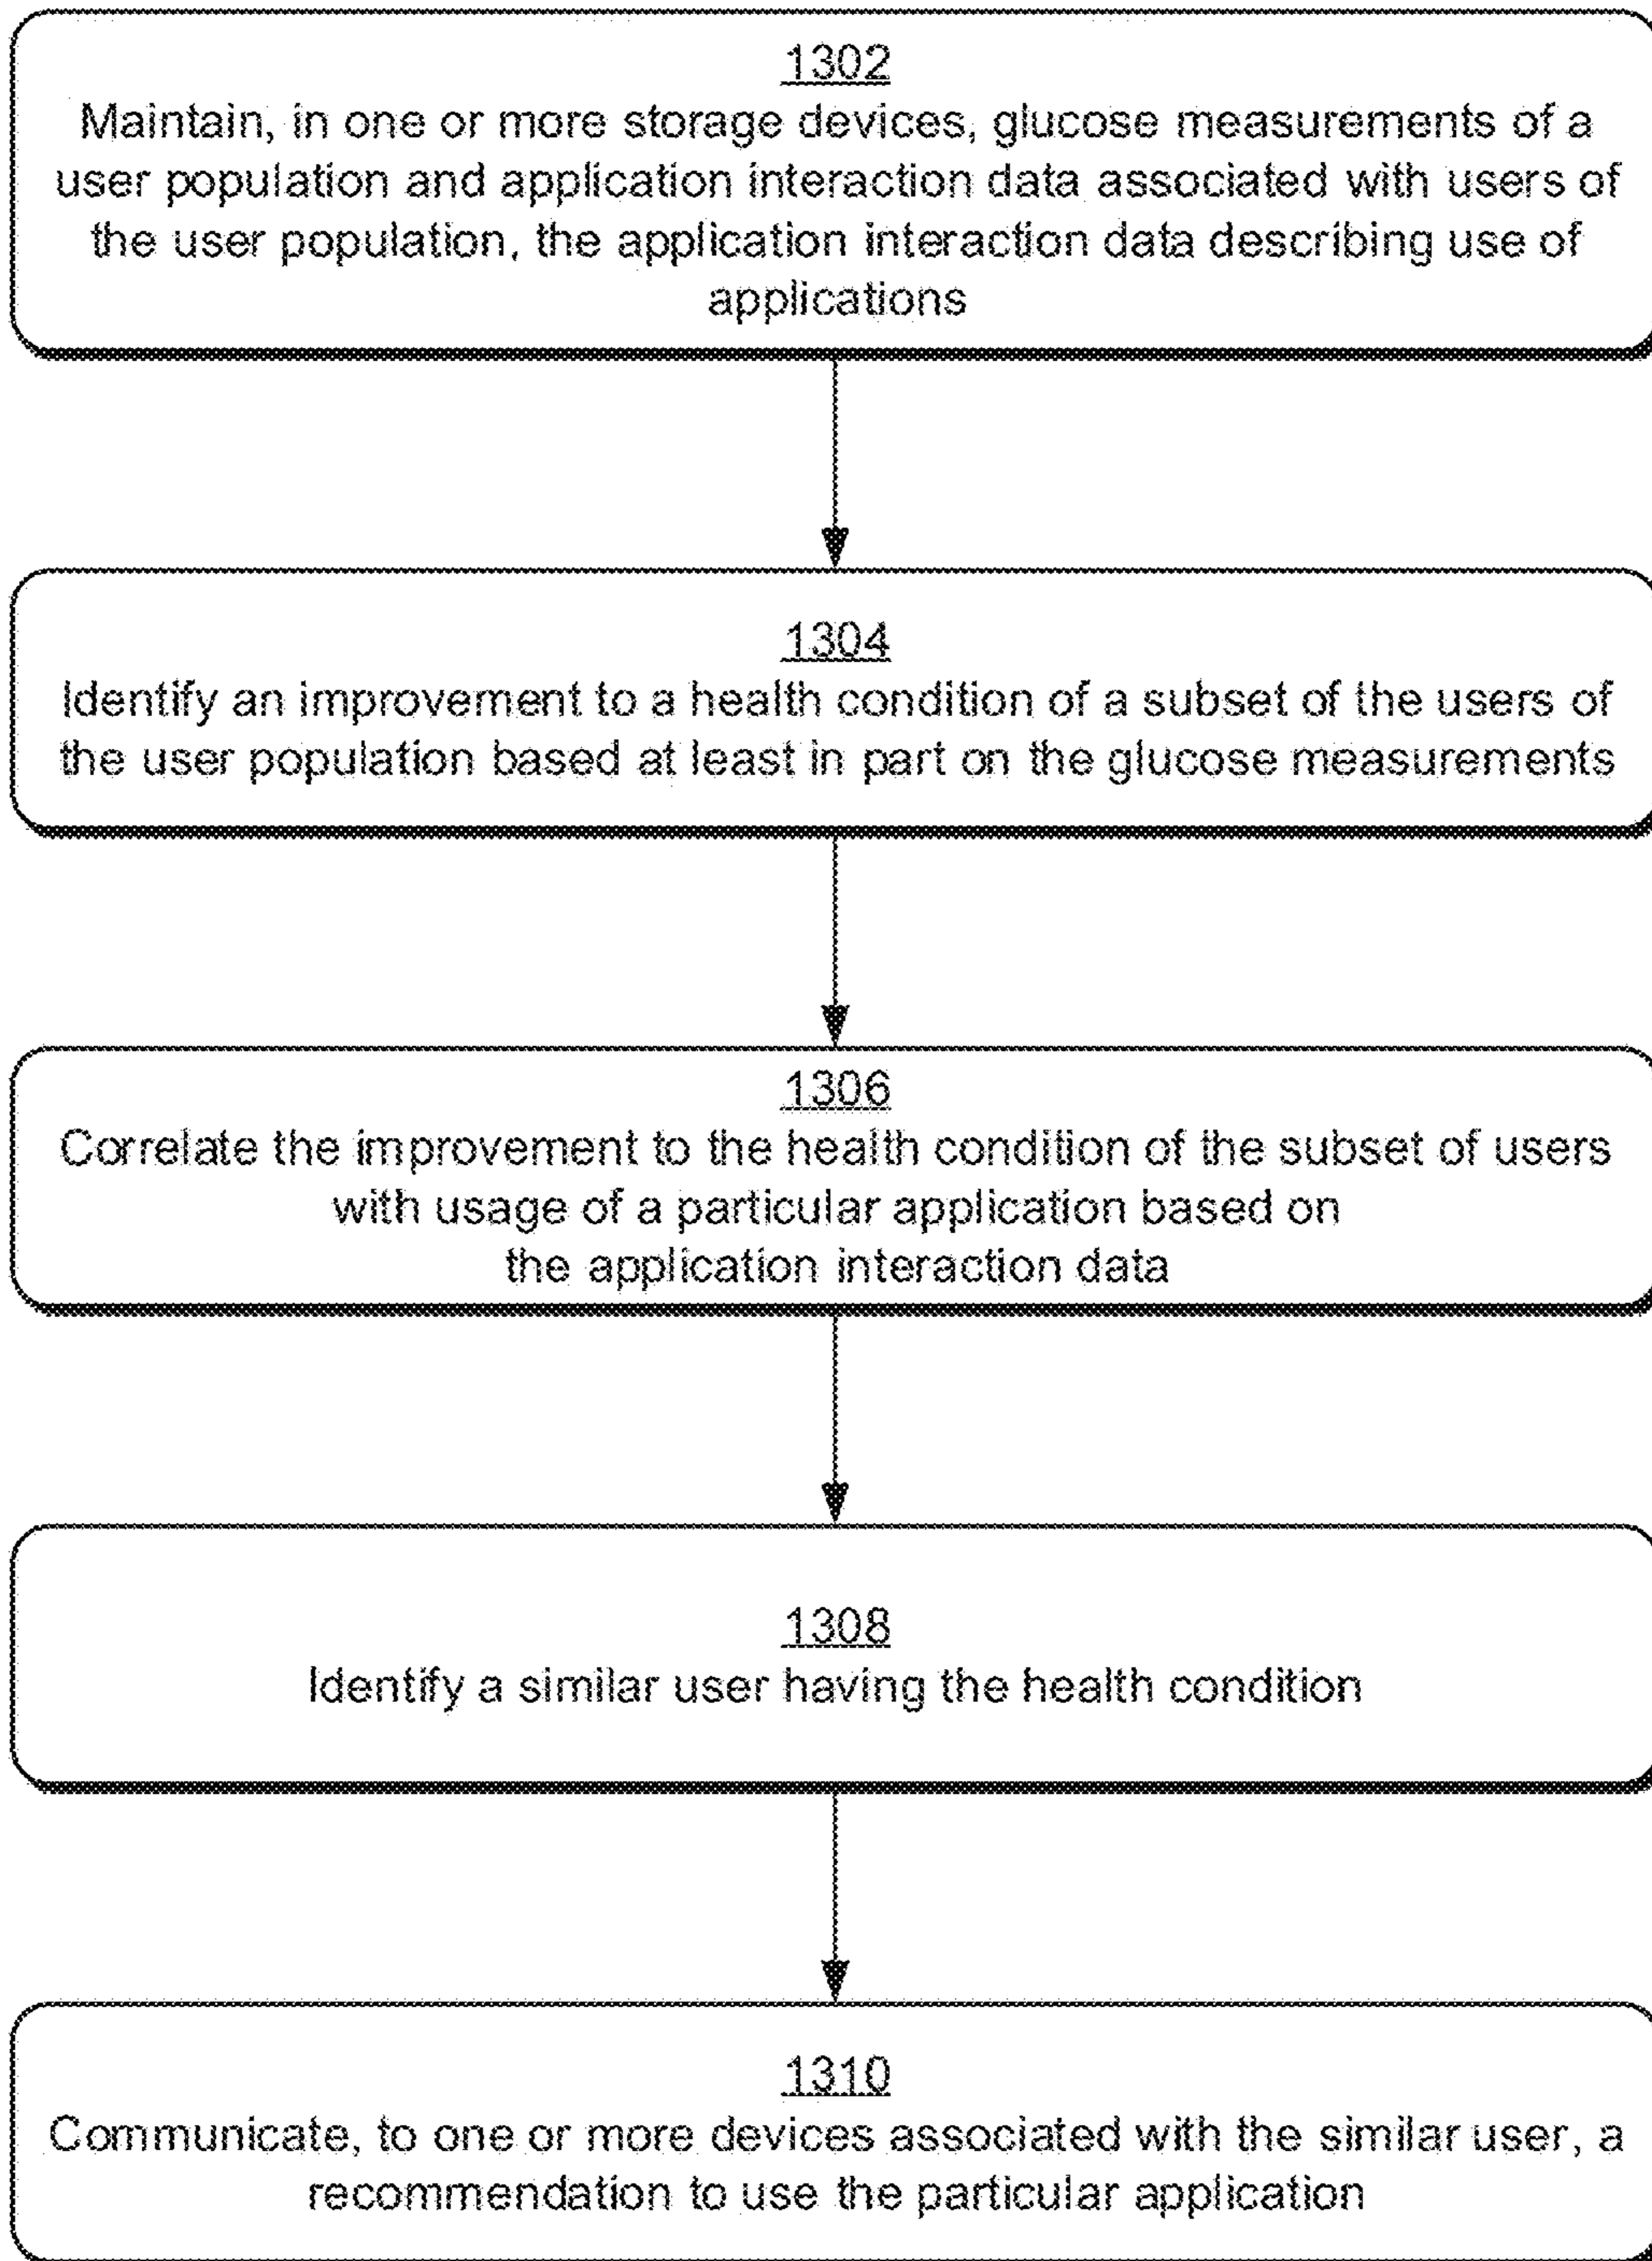 1302
Maintain, in one or more storage devices, glucose measurements of a
user population and application interaction data associated with users of
the user population, the application interaction data describing use of
applications
1304
Identify an improvement to a health condition of a subset of the users of
the user population based at least in part on the glucose measurements
1306
Correlate the improvement to the health condition of the subset of users
with usage of a particular application based on
the application interaction data
1308
Identify a similar user having the health condition
1310
Communicate, to one or more devices associated with the similar user, a
recommendation to use the particular application